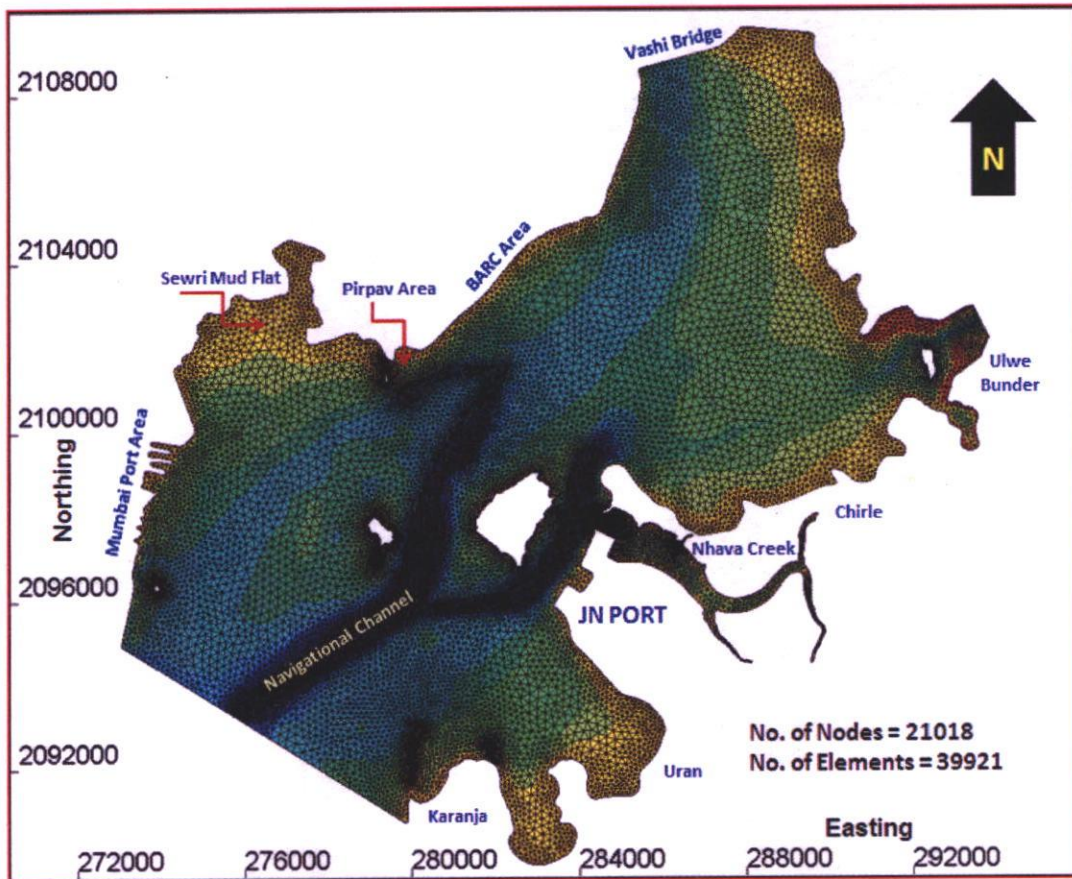 Vashi Bridge
2108000
N
2104000
BARC Area
Sewri Mud Flat
Pirpav Area
Ulwe
Bunder
2100000
Mumbai Port Area
Northing
Chirle
Nhava Creek
2096000
JN PORT
Navigational Channel
No. of Nodes = 21018
No. of Elements = 39921
2092000
Uran
Karanja
Easting
272000
276000
280000
284000
288000
292000